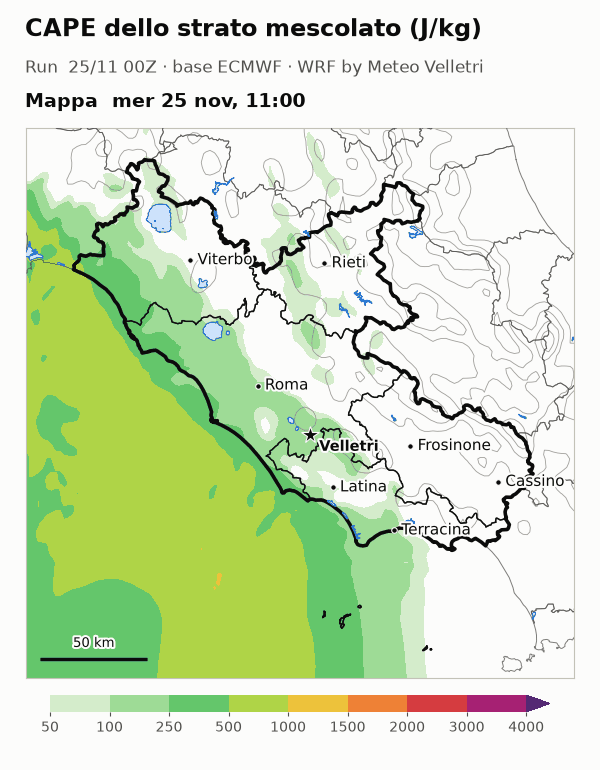 CAPE dello strato mescolato (J/kg)
Run  25/11 00Z · base ECMWF · WRF by Meteo Velletri
Mappa  mer 25 nov, 11:00
Viterbo
Rieti
Roma
Velletri
Frosinone
Cassino
Latina
Terracina
50 km
50 100 250 500 1000 1500 2000 3000 4000